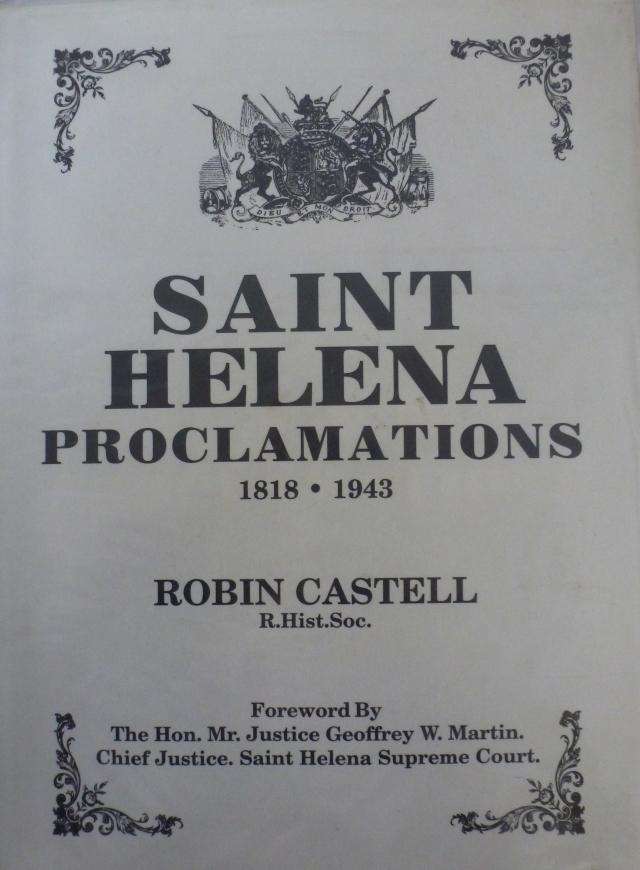 DIEU ET MON DROIT
SAINT
HELENA
PROCLAMATIONS
1818 • 1943
ROBIN CASTELL
R.Hist.Soc.
Foreword By
The Hon. Mr. Justice Geoffrey W. Martin.
Chief Justice. Saint Helena Supreme Court.